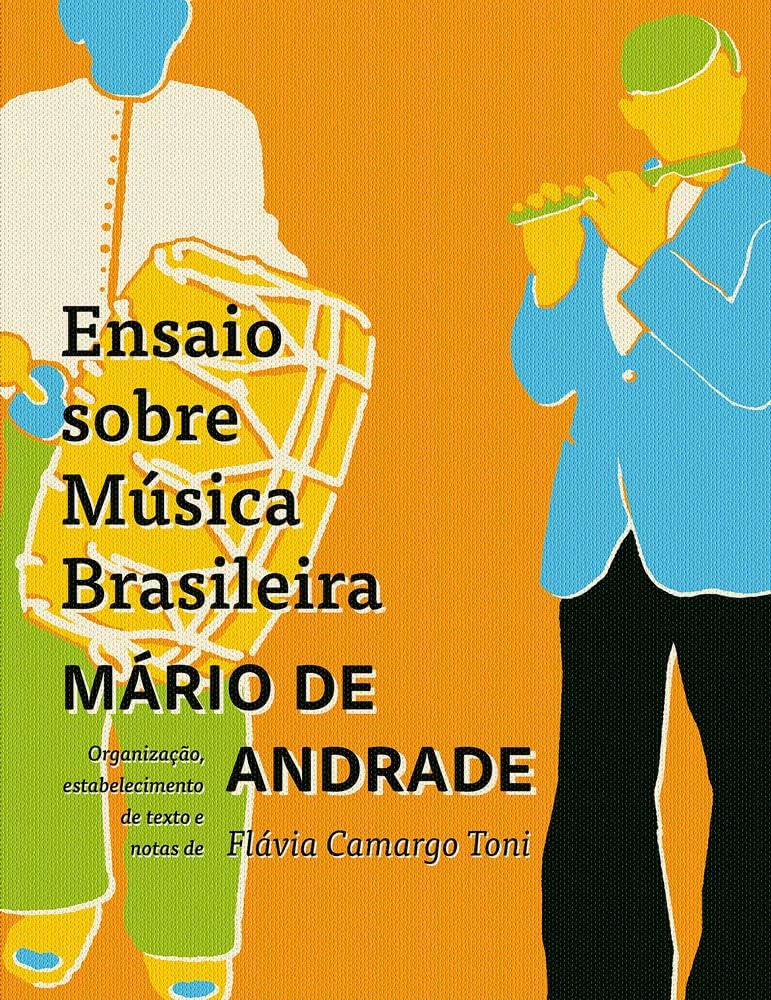 Ensaio
sobre
Música
Brasileira
MÁRIO DE
ANDRADE
Organização,
estabelecimento
de texto e
notas de
Flávia Camargo Toni